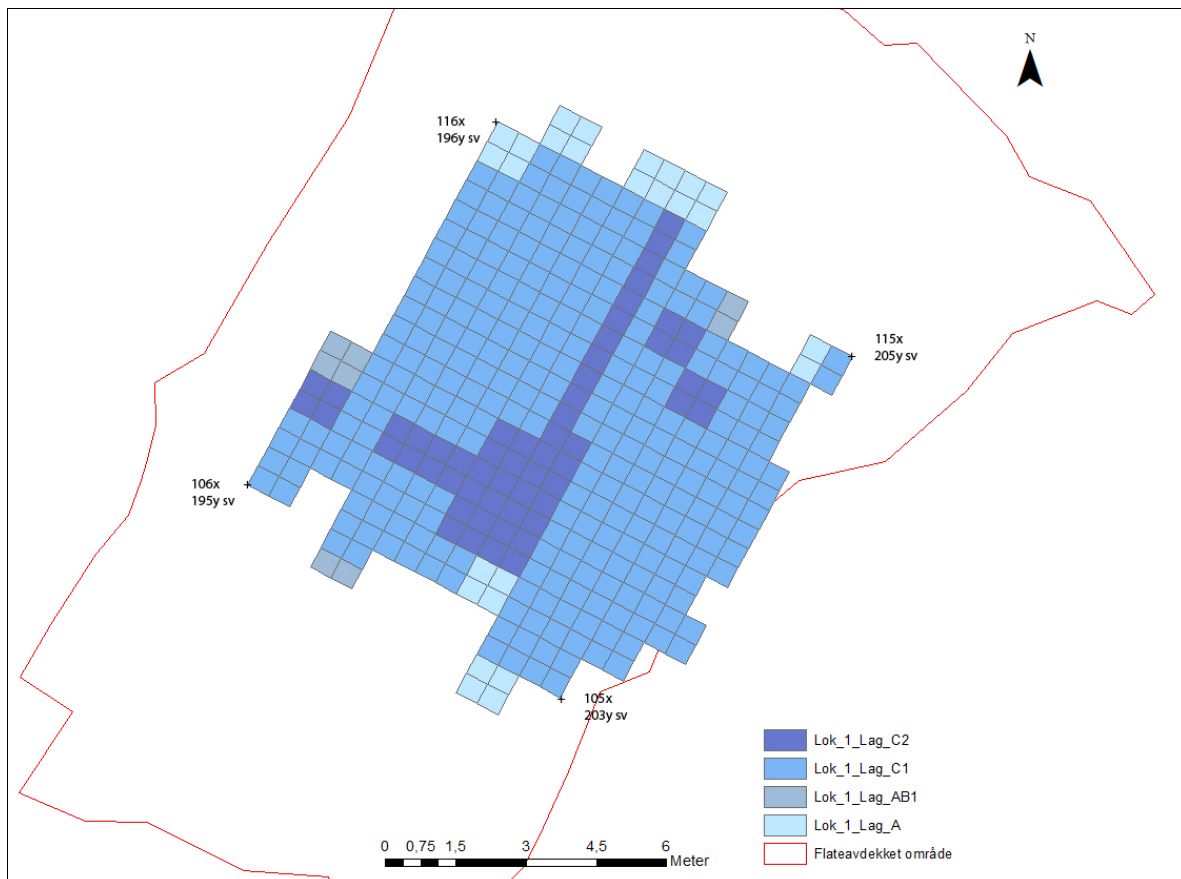 N
116x
196y sv
115x
205y sv
106x
195y sv
105x
203y sv
Lok_1_Lag_C2
Lok_1_Lag_C1
Lok_1_Lag_AB1
Lok_1_Lag_A
Flateavdekket område
0 0,75 1,5 3 4,5 6
Meter